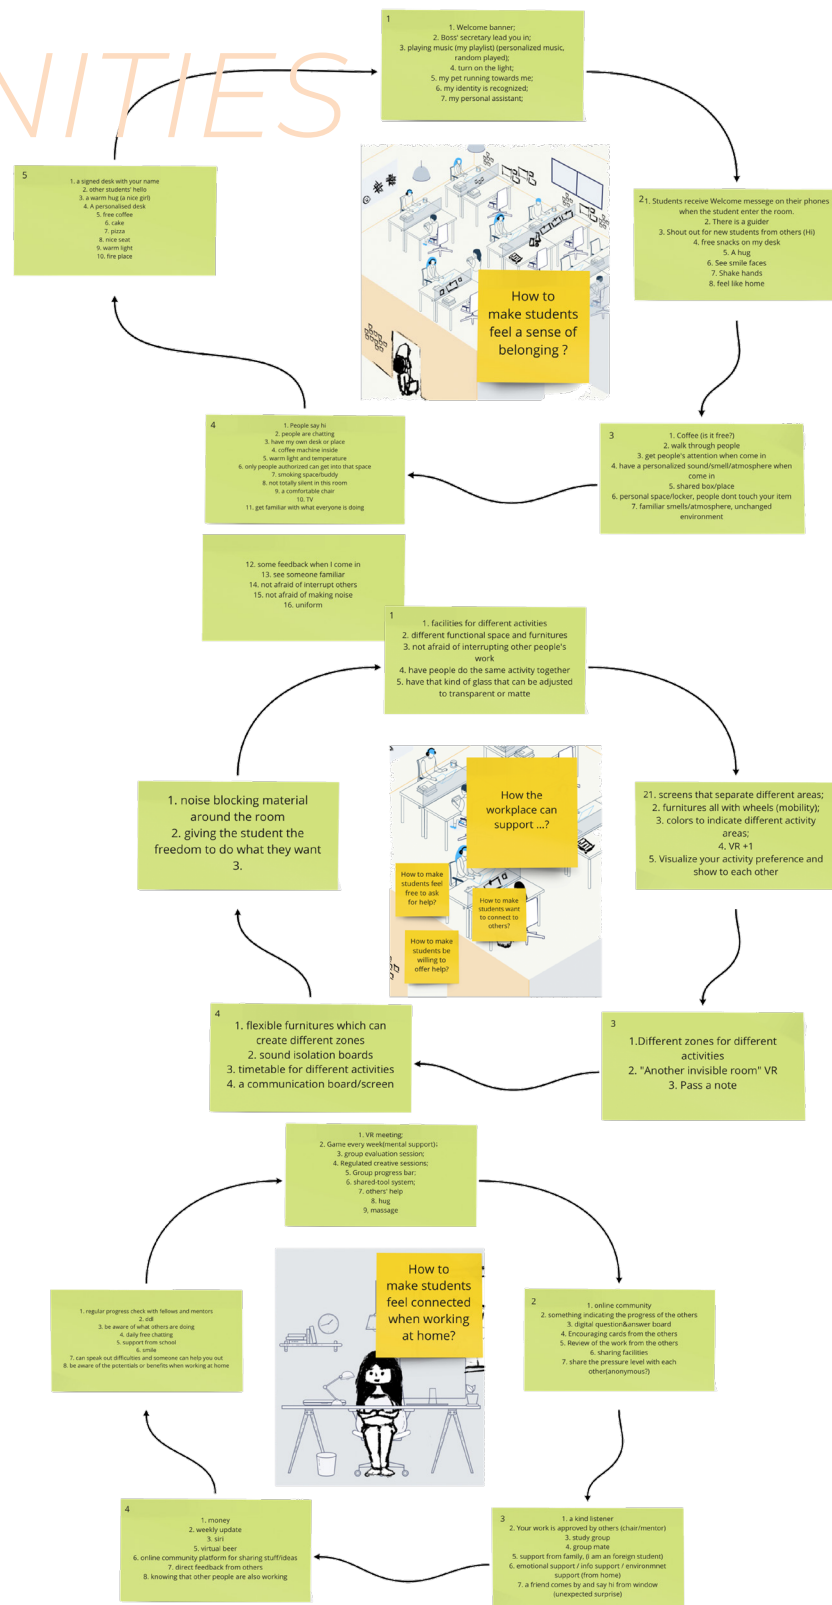 NITIES
1
1. Welcome banner;
2. Boss' secretary lead you in;
3. playing music (my playlist) (personalized music,
random played);
4. turn on the light;
5. my pet running towards me;
6. my identity is recognized;
7. my personal assistant;
5
1. a signed desk with your name
2. other students' hello
3. a warm hug (a nice girl)
4. A personalised desk
5. free coffee
6. cake
7. pizza
8. nice seat
9. warm light
10. fire place
2
1. Students receive Welcome messege on their phones
when the student enter the room.
2. There is a guider
3. Shout out for new students from others (Hi)
4. free snacks on my desk
5. A hug
6. See smile faces
7. Shake hands
8. feel like home
How to
make students
feel a sense of
belonging ?
4
1. People say hi
2. people are chatting
3. have my own desk or place
4. coffee machine inside
5. warm light and temperature
6. only people authorized can get into that space
7. smoking space/buddy
8. not totally silent in this room
9. a comfortable chair
10. TV
11. get familiar with what everyone is doing
3
1. Coffee (is it free?)
2. walk through people
3. get people's attention when come in
4. have a personalized sound/smell/atmosphere when
come in
5. shared box/place
6. personal space/locker, people dont touch your item
7. familiar smells/atmosphere, unchanged
environment
12. some feedback when I come in
13. see someone familiar
14. not afraid of interrupt others
15. not afraid of making noise
16. uniform
1
1. facilities for different activities
2. different functional space and furnitures
3. not afraid of interrupting other people's
work
4. have people do the same activity together
5. have that kind of glass that can be adjusted
to transparent or matte
1. noise blocking material
around the room
2. giving the student the
freedom to do what they want
3.
How the
workplace can
support ...?
How to make
students feel
free to ask
for help?
How to make
students want
to connect to
others?
How to make
students be
willing to
offer help?
2
1. screens that separate different areas;
2. furnitures all with wheels (mobility);
3. colors to indicate different activity
areas;
4. VR +1
5. Visualize your activity preference and
show to each other
4
1. flexible furnitures which can
create different zones
2. sound isolation boards
3. timetable for different activities
4. a communication board/screen
3
1.Different zones for different
activities
2. "Another invisible room" VR
3. Pass a note
1. VR meeting;
2. Game every week(mental support);
3. group evaluation session;
4. Regulated creative sessions;
5. Group progress bar;
6. shared-tool system;
7. others' help
8. hug
9, massage
1. regular progress check with fellows and mentors
2. ddl
3. be aware of what others are doing
4. daily free chatting
5. support from school
6. smile
7. can speak out difficulties and someone can help you out
8. be aware of the potentials or benefits when working at home
How to
make students
feel connected
when working
at home?
2
1. online community
2. something indicating the progress of the others
3. digital question&answer board
4. Encouraging cards from the others
5. Review of the work from the others
6. sharing facilities
7. share the pressure level with each
other(anonymous?)
4
1. money
2. weekly update
3. siri
5. virtual beer
6. online community platform for sharing stuff/ideas
7. direct feedback from others
8. knowing that other people are also working
3
1. a kind listener
2. Your work is approved by others (chair/mentor)
3. study group
4. group mate
5. support from family, (i am an foreign student)
6. emotional support / info support / environmnet
support (from home)
7. a friend comes by and say hi from window
(unexpected surprise)